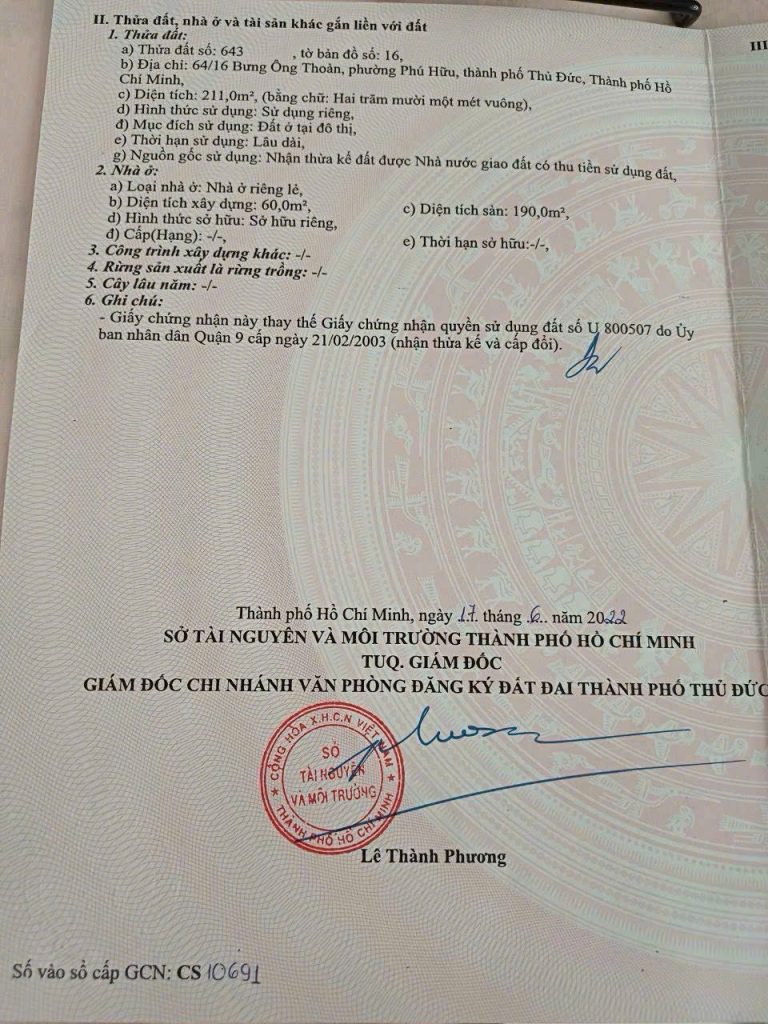 II. Thửa đất, nhà ở và tài sản khác gắn liền với đất
III
1. Thửa đất:
a) Thửa đất số: 643 , tờ bản đồ số: 16,
b) Địa chỉ: 64/16 Bưng Ông Thoàn, phường Phú Hữu, thành phố Thủ Đức, Thành phố Hồ
Chí Minh,
c) Diện tích: 211,0m², (bằng chữ: Hai trăm mười một mét vuông),
d) Hình thức sử dụng: Sử dụng riêng,
đ) Mục đích sử dụng: Đất ở tại đô thị,
e) Thời hạn sử dụng: Lâu dài,
g) Nguồn gốc sử dụng: Nhận thừa kế đất được Nhà nước giao đất có thu tiền sử dụng đất,
2. Nhà ở:
a) Loại nhà ở: Nhà ở riêng lẻ,
b) Diện tích xây dựng: 60,0m², c) Diện tích sàn: 190,0m²,
d) Hình thức sở hữu: Sở hữu riêng,
đ) Cấp(Hạng): -/-, e) Thời hạn sở hữu:-/-,
3. Công trình xây dựng khác: -/-
4. Rừng sản xuất là rừng trồng: -/-
5. Cây lâu năm: -/-
6. Ghi chú:
- Giấy chứng nhận này thay thế Giấy chứng nhận quyền sử dụng đất số U 800507 do Ủy
ban nhân dân Quận 9 cấp ngày 21/02/2003 (nhận thừa kế và cấp đổi).
Thành phố Hồ Chí Minh, ngày 17. tháng .6.. năm 2022
SỞ TÀI NGUYÊN VÀ MÔI TRƯỜNG THÀNH PHỐ HỒ CHÍ MINH
TUQ. GIÁM ĐỐC
GIÁM ĐỐC CHI NHÁNH VĂN PHÒNG ĐĂNG KÝ ĐẤT ĐAI THÀNH PHỐ THỦ ĐỨC
CỘNG HÒA X.H.C.N VIỆT NAM
SỞ
TÀI NGUYÊN
VÀ MÔI TRƯỜNG
THÀNH PHỐ HỒ CHÍ MINH
Lê Thành Phương
Số vào sổ cấp GCN: CS 10691